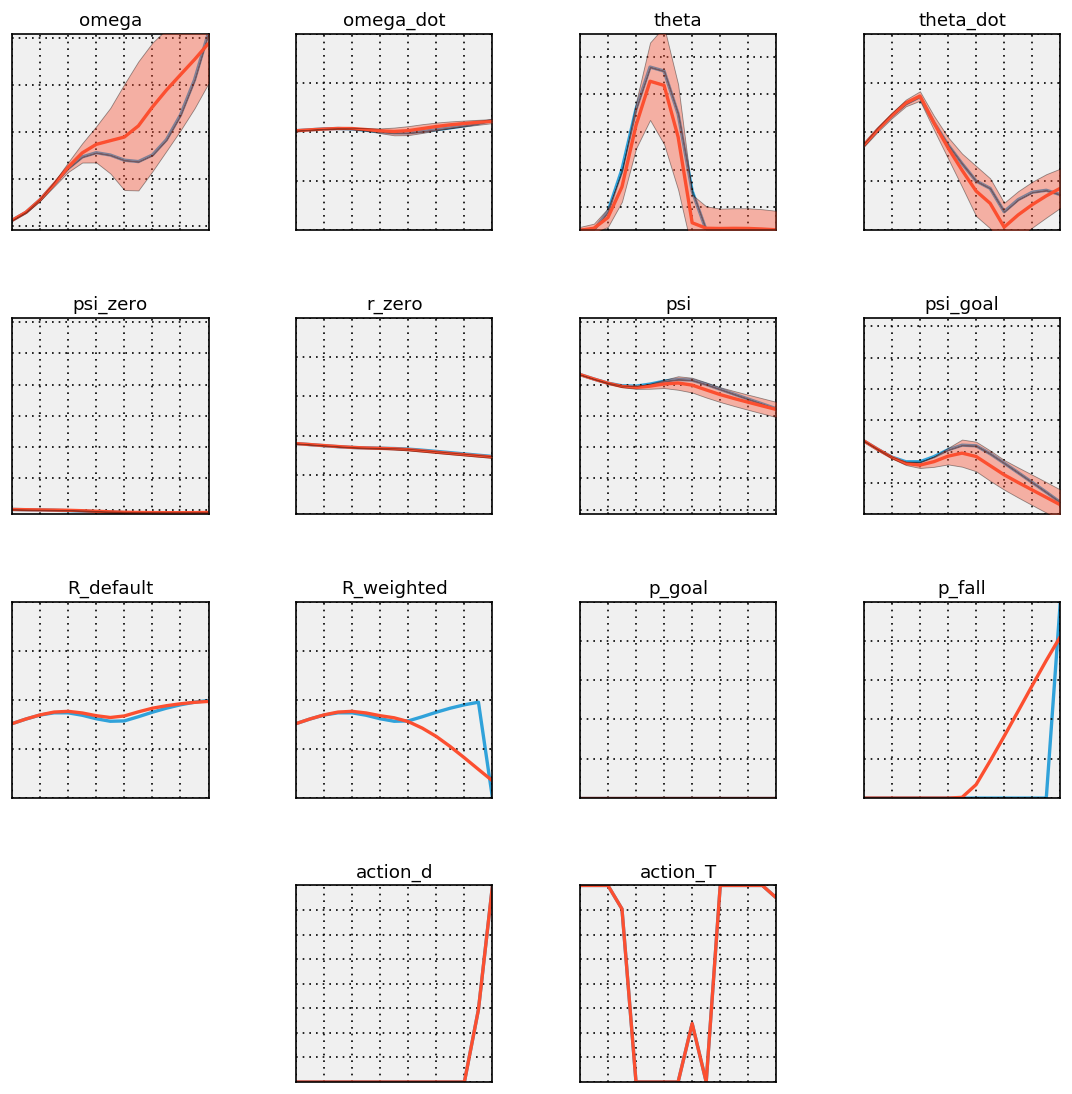 omega
omega_dot
theta
theta_dot
psi_zero
r_zero
psi
psi_goal
R_default
R_weighted
p_goal
p_fall
action_d
action_T